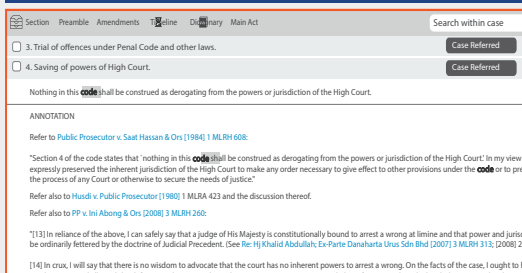 Section Preamble Amendments Timeline Dictionary Main Act Search within case
3. Trial of offences under Penal Code and other laws. Case Referred
4. Saving of powers of High Court. Case Referred
Nothing in this code shall be construed as derogating from the powers or jurisdiction of the High Court.
ANNOTATION
Refer to Public Prosecutor v. Saat Hassan & Ors [1984] 1 MLRH 608:
"Section 4 of the code states that `nothing in this code shall be construed as derogating from the powers or jurisdiction of the High Court.' In my view
expressly preserved the inherent jurisdiction of the High Court to make any order necessary to give effect to other provisions under the code or to pre
the process of any Court or otherwise to secure the needs of justice."
Refer also to Husdi v. Public Prosecutor [1980] 1 MLRA 423 and the discussion thereof.
Refer also to PP v. Ini Abong & Ors [2008] 3 MLRH 260:
"[13] In reliance of the above, I can safely say that a judge of His Majesty is constitutionally bound to arrest a wrong at limine and that power and jurisd
be ordinarily fettered by the doctrine of Judicial Precedent. (See Re: Hj Khalid Abdullah; Ex-Parte Danaharta Urus Sdn Bhd [2007] 3 MLRH 313; [2008] 2
[14] In crux, I will say that there is no wisdom to advocate that the court has no inherent powers to arrest a wrong. On the facts of the case, I ought to